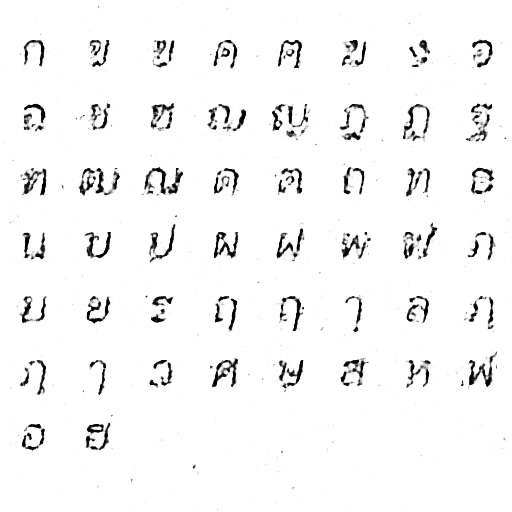 ก ข ฃ ค ฅ ฆ ง จ
ฉ ช ซ ฌ ญ ฎ ฏ ฐ
ฑ ฒ ณ ด ต ถ ท ธ
น บ ป ผ ฝ พ ฟ ภ
ม ย ร ฤ ฤ ๅ ล ฦ
ฦ ๅ ว ศ ษ ส ห ฬ
อ ฮ